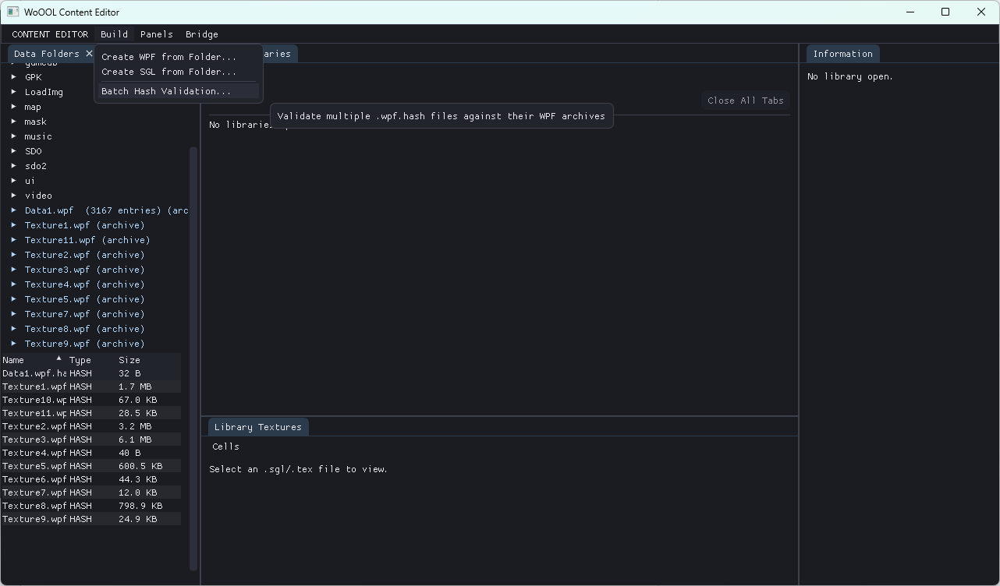 WoOOL Content Editor
CONTENT EDITOR Build Panels Bridge
Data Folders
Create WPF from Folder...
Create SGL from Folder...
Batch Hash Validation...
Information
No library open.
Close All Tabs
Validate multiple .wpf.hash files against their WPF archives
No
GPK
LoadImg
map
mask
music
SDO
sdo2
ui
video
Data1.wpf (3167 entries) (arc
Texture1.wpf (archive)
Texture11.wpf (archive)
Texture2.wpf (archive)
Texture3.wpf (archive)
Texture4.wpf (archive)
Texture5.wpf (archive)
Texture7.wpf (archive)
Texture8.wpf (archive)
Texture9.wpf (archive)
Name Type Size
Data1.wpf.ha HASH 32 B
Texture1.wpf HASH 1.7 MB
Texture10.wp HASH 67.0 KB
Texture11.wp HASH 28.5 KB
Texture2.wpf HASH 3.2 MB
Texture3.wpf HASH 6.1 MB
Texture4.wpf HASH 40 B
Texture5.wpf HASH 600.5 KB
Texture6.wpf HASH 44.3 KB
Texture7.wpf HASH 12.0 KB
Texture8.wpf HASH 798.9 KB
Texture9.wpf HASH 24.9 KB
Library Textures
Cells
Select an .sgl/.tex file to view.